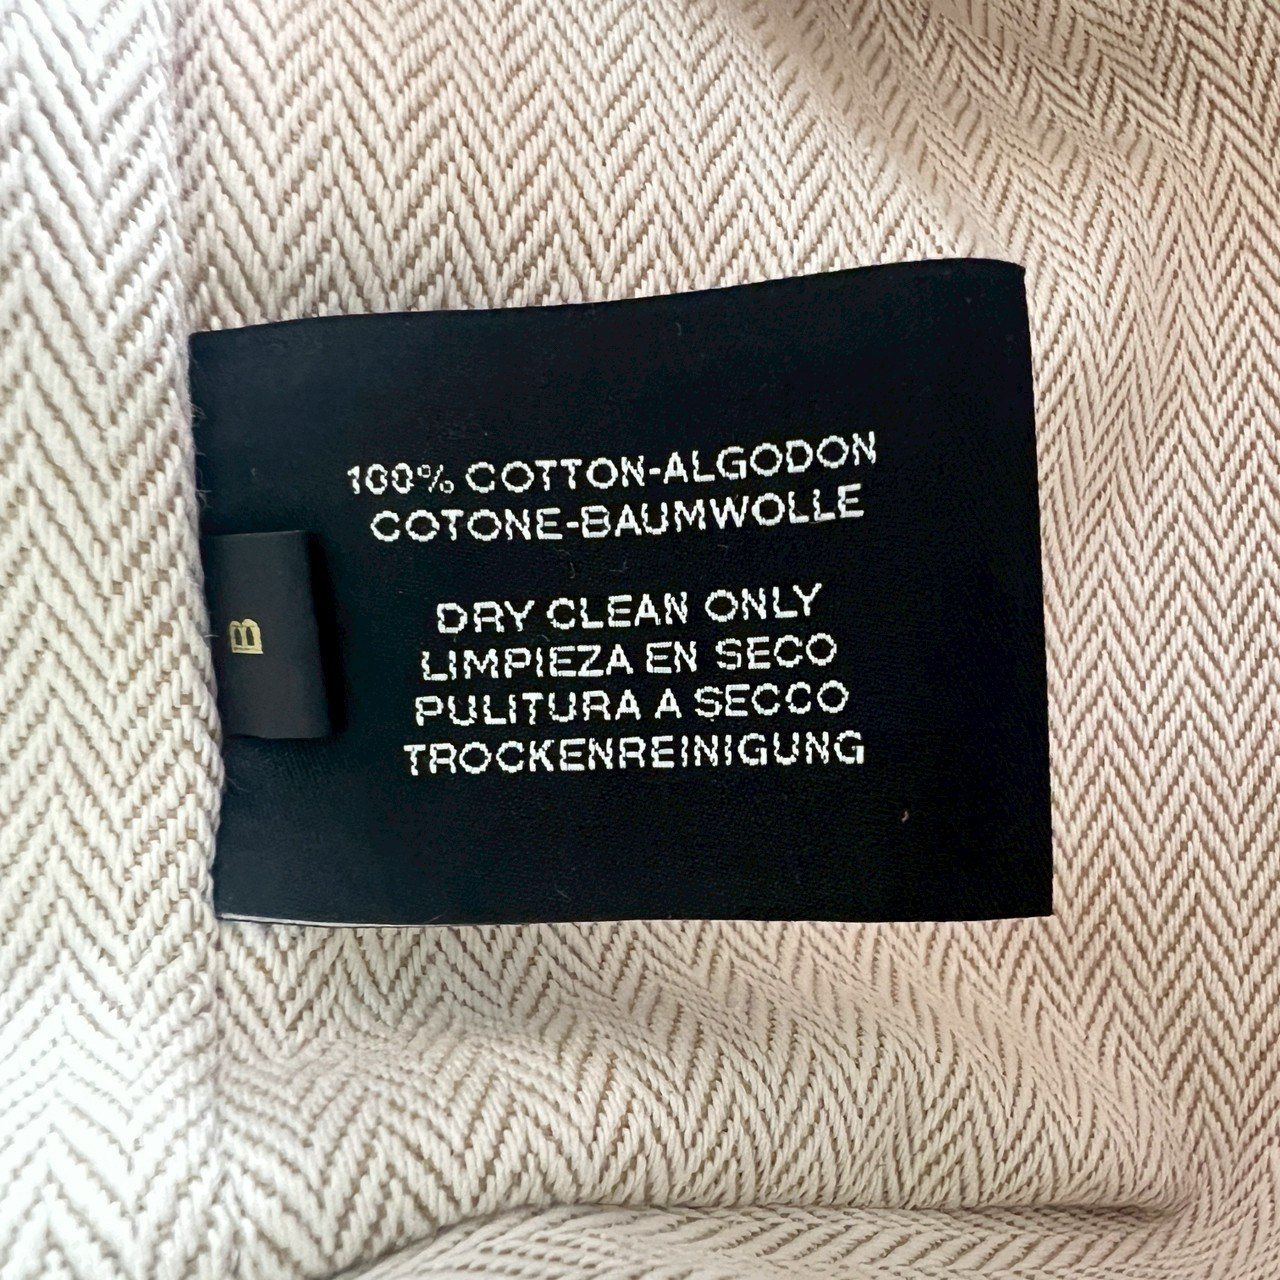 100% COTTON-ALGODON
COTONE-BAUMWOLLE
DRY CLEAN ONLY
LIMPIEZA EN SECO
PULITURA A SECCO
TROCKENREINIGUNG
B